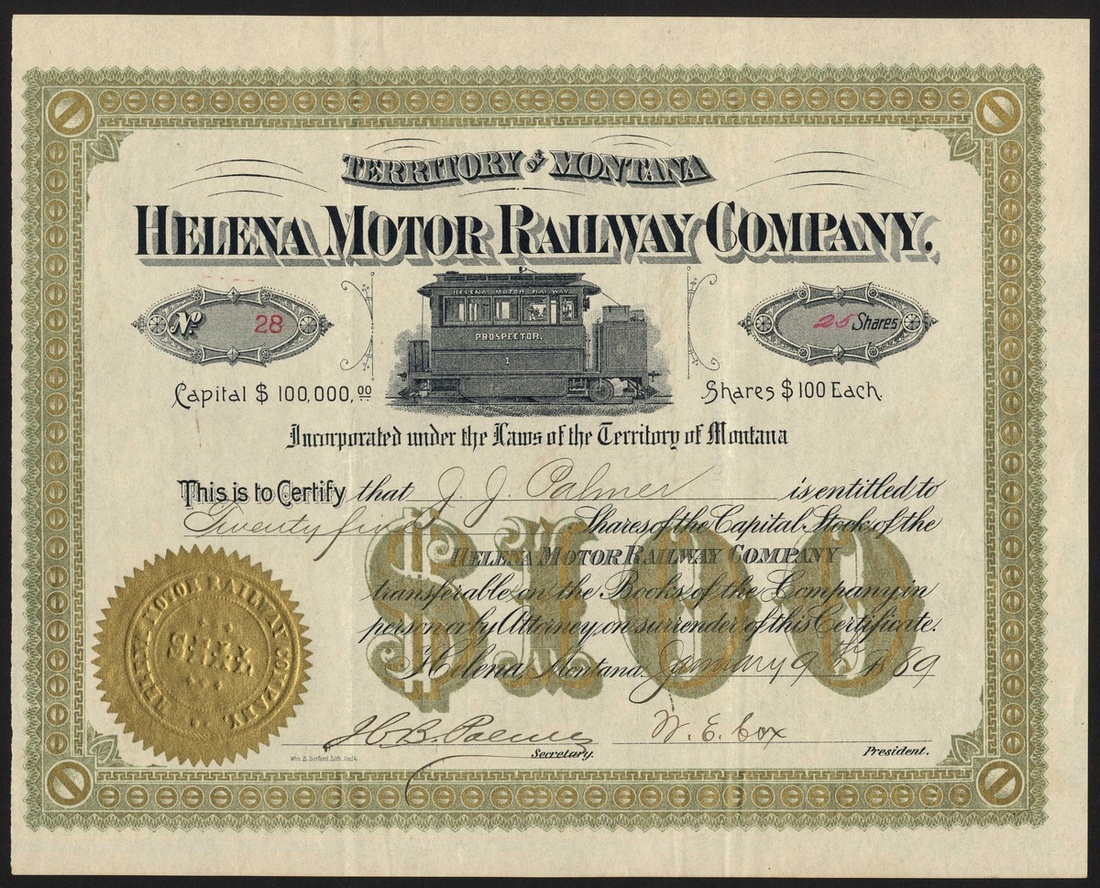 TERRITORY OF MONTANA
HELENA MOTOR RAILWAY COMPANY.
HELENA MOTOR RAILWAY
PROSPECTOR.
1
No 28
25 Shares
Capital $ 100,000,00
Shares $ 100 Each.
Incorporated under the Laws of the Territory of Montana
This is to Certify that J. J. Palmer is entitled to
Twenty five Shares of the Capital Stock of the
HELENA MOTOR RAILWAY COMPANY
transferable on the Books of the Company in
person or by Attorney, on surrender of this Certificate.
$100
Helena, Montana, January 9th 1889
HELENA MOTOR RAILWAY COMPANY.
SEAL
H B Palmer
Secretary.
W. E. Cox
President.
Wm. B. Burford, Lith., Ind'p'l's